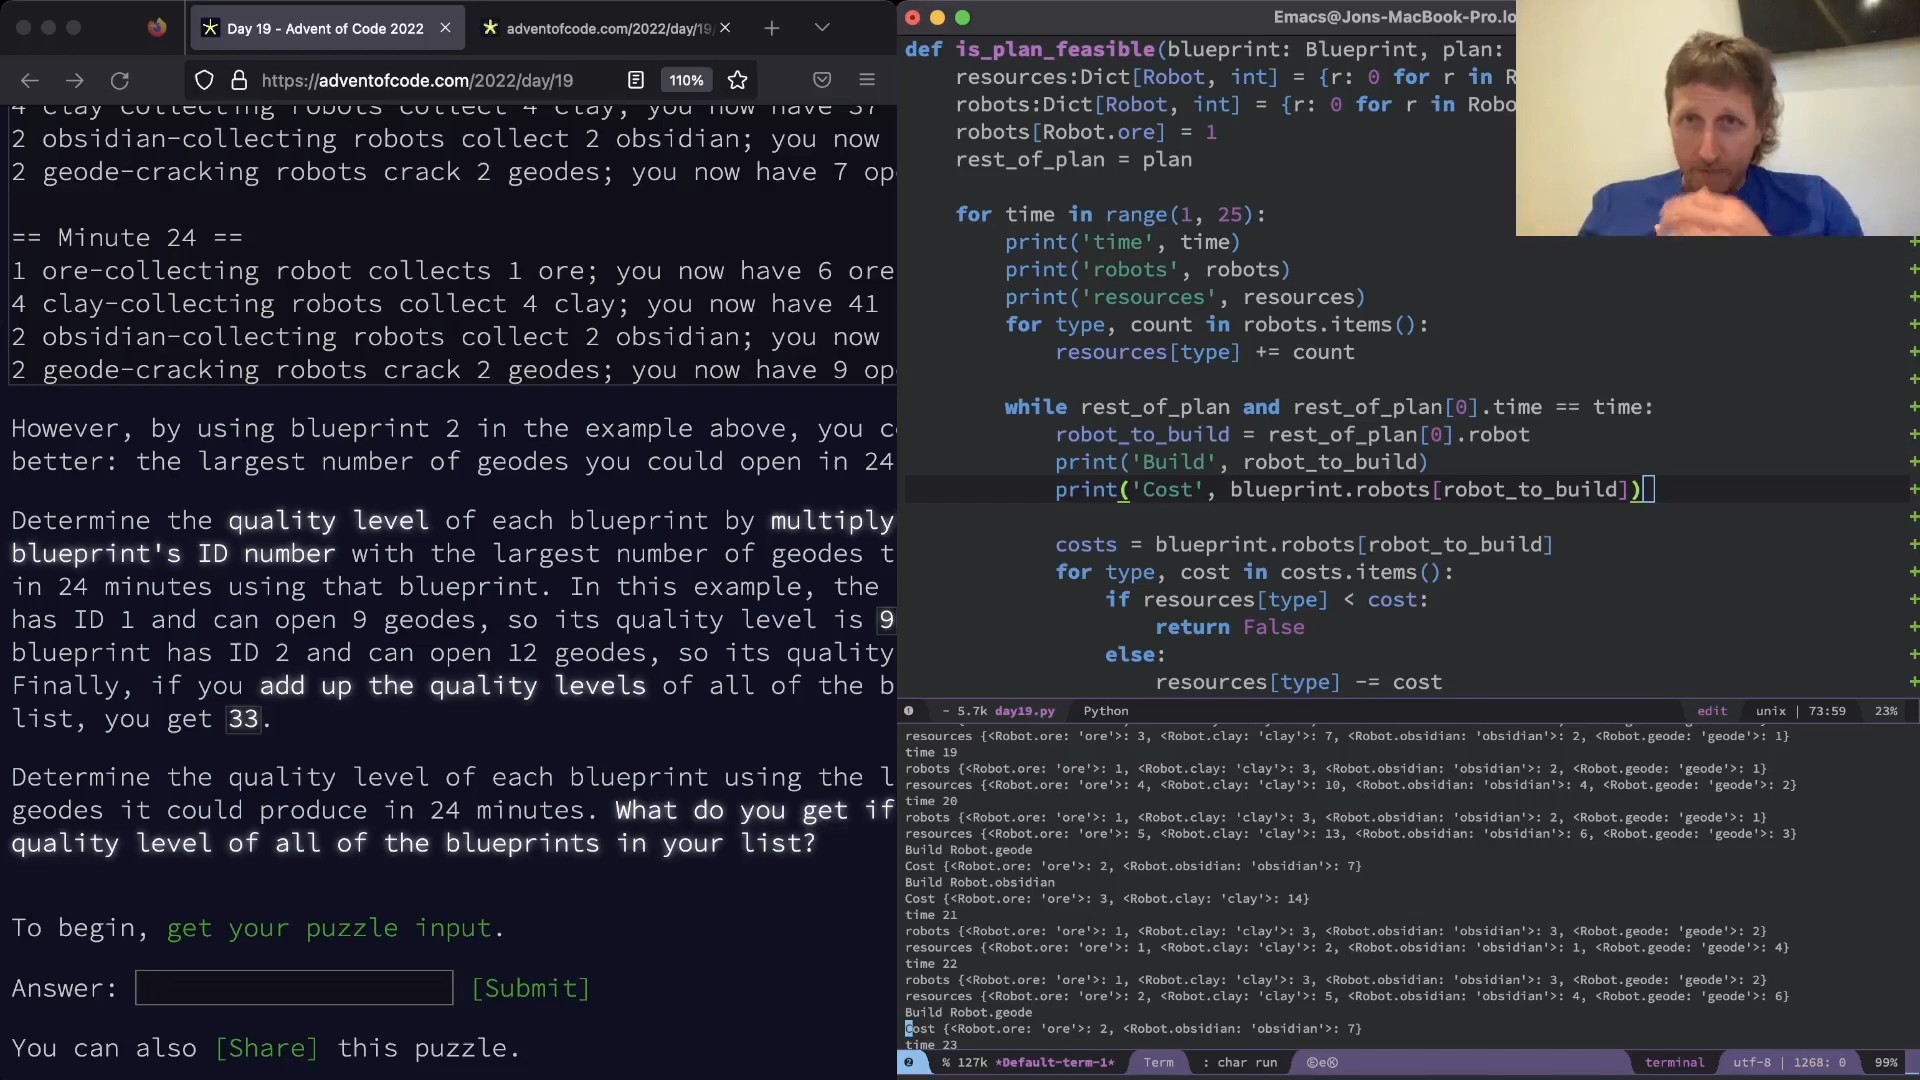 Day 19 - Advent of Code 2022
adventofcode.com/2022/day/19
https://adventofcode.com/2022/day/19
110%
4 clay-collecting robots collect 4 clay; you now have 37
2 obsidian-collecting robots collect 2 obsidian; you now
2 geode-cracking robots crack 2 geodes; you now have 7 op
== Minute 24 ==
1 ore-collecting robot collects 1 ore; you now have 6 ore
4 clay-collecting robots collect 4 clay; you now have 41
2 obsidian-collecting robots collect 2 obsidian; you now
2 geode-cracking robots crack 2 geodes; you now have 9 op
However, by using blueprint 2 in the example above, you c
better: the largest number of geodes you could open in 24
Determine the quality level of each blueprint by multiply
blueprint's ID number with the largest number of geodes t
in 24 minutes using that blueprint. In this example, the
has ID 1 and can open 9 geodes, so its quality level is 9
blueprint has ID 2 and can open 12 geodes, so its quality
Finally, if you add up the quality levels of all of the b
list, you get 33.
Determine the quality level of each blueprint using the l
geodes it could produce in 24 minutes. What do you get if
quality level of all of the blueprints in your list?
To begin, get your puzzle input.
Answer: [Submit]
You can also [Share] this puzzle.
Emacs@Jons-MacBook-Pro.lo
def is_plan_feasible(blueprint: Blueprint, plan:
resources:Dict[Robot, int] = {r: 0 for r in R
robots:Dict[Robot, int] = {r: 0 for r in Robo
robots[Robot.ore] = 1
rest_of_plan = plan
for time in range(1, 25):
print('time', time)
print('robots', robots)
print('resources', resources)
for type, count in robots.items():
resources[type] += count
while rest_of_plan and rest_of_plan[0].time == time:
robot_to_build = rest_of_plan[0].robot
print('Build', robot_to_build)
print('Cost', blueprint.robots[robot_to_build])
costs = blueprint.robots[robot_to_build]
for type, cost in costs.items():
if resources[type] < cost:
return False
else:
resources[type] -= cost
- 5.7k day19.py Python edit unix | 73:59 23%
resources {<Robot.ore: 'ore'>: 3, <Robot.clay: 'clay'>: 7, <Robot.obsidian: 'obsidian'>: 2, <Robot.geode: 'geode'>: 1}
time 19
robots {<Robot.ore: 'ore'>: 1, <Robot.clay: 'clay'>: 3, <Robot.obsidian: 'obsidian'>: 2, <Robot.geode: 'geode'>: 1}
resources {<Robot.ore: 'ore'>: 4, <Robot.clay: 'clay'>: 10, <Robot.obsidian: 'obsidian'>: 4, <Robot.geode: 'geode'>: 2}
time 20
robots {<Robot.ore: 'ore'>: 1, <Robot.clay: 'clay'>: 3, <Robot.obsidian: 'obsidian'>: 2, <Robot.geode: 'geode'>: 1}
resources {<Robot.ore: 'ore'>: 5, <Robot.clay: 'clay'>: 13, <Robot.obsidian: 'obsidian'>: 6, <Robot.geode: 'geode'>: 3}
Build Robot.geode
Cost {<Robot.ore: 'ore'>: 2, <Robot.obsidian: 'obsidian'>: 7}
Build Robot.obsidian
Cost {<Robot.ore: 'ore'>: 3, <Robot.clay: 'clay'>: 14}
time 21
robots {<Robot.ore: 'ore'>: 1, <Robot.clay: 'clay'>: 3, <Robot.obsidian: 'obsidian'>: 3, <Robot.geode: 'geode'>: 2}
resources {<Robot.ore: 'ore'>: 1, <Robot.clay: 'clay'>: 2, <Robot.obsidian: 'obsidian'>: 1, <Robot.geode: 'geode'>: 4}
time 22
robots {<Robot.ore: 'ore'>: 1, <Robot.clay: 'clay'>: 3, <Robot.obsidian: 'obsidian'>: 3, <Robot.geode: 'geode'>: 2}
resources {<Robot.ore: 'ore'>: 2, <Robot.clay: 'clay'>: 5, <Robot.obsidian: 'obsidian'>: 4, <Robot.geode: 'geode'>: 6}
Build Robot.geode
Cost {<Robot.ore: 'ore'>: 2, <Robot.obsidian: 'obsidian'>: 7}
time 23
% 127k *Default-term-1* Term : char run ⒺeⓀ terminal utf-8 | 1268: 0 99%